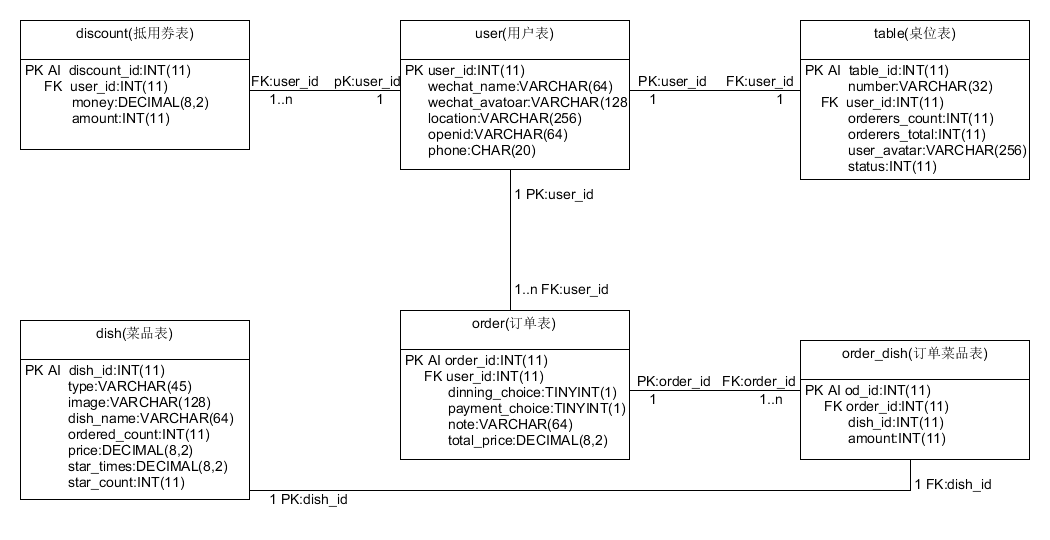 discount(抵用券表)
PK AI discount_id:INT(11)
FK user_id:INT(11)
money:DECIMAL(8,2)
amount:INT(11)
FK:user_id pK:user_id
1..n 1
user(用户表)
PK user_id:INT(11)
wechat_name:VARCHAR(64)
wechat_avatoar:VARCHAR(128
location:VARCHAR(256)
openid:VARCHAR(64)
phone:CHAR(20)
PK:user_id FK:user_id
1 1
table(桌位表)
PK AI table_id:INT(11)
number:VARCHAR(32)
FK user_id:INT(11)
orderers_count:INT(11)
orderers_total:INT(11)
user_avatar:VARCHAR(256)
status:INT(11)
1 PK:user_id
1..n FK:user_id
dish(菜品表)
PK AI dish_id:INT(11)
type:VARCHAR(45)
image:VARCHAR(128)
dish_name:VARCHAR(64)
ordered_count:INT(11)
price:DECIMAL(8,2)
star_times:DECIMAL(8,2)
star_count:INT(11)
order(订单表)
PK AI order_id:INT(11)
FK user_id:INT(11)
dinning_choice:TINYINT(1)
payment_choice:TINYINT(1)
note:VARCHAR(64)
total_price:DECIMAL(8,2)
PK:order_id FK:order_id
1 1..n
order_dish(订单菜品表)
PK AI od_id:INT(11)
FK order_id:INT(11)
dish_id:INT(11)
amount:INT(11)
1 PK:dish_id
1 FK:dish_id